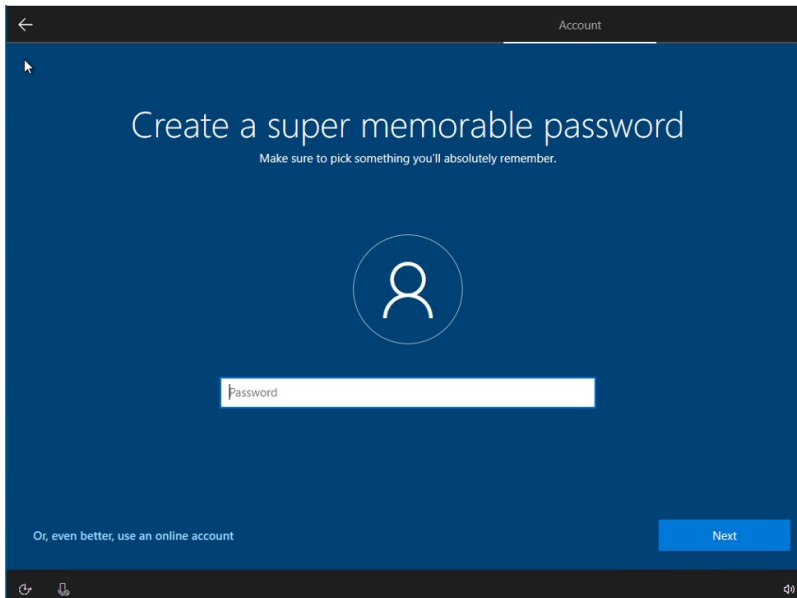 Account
Create a super memorable password
Make sure to pick something you'll absolutely remember.
Password
Or, even better, use an online account
Next